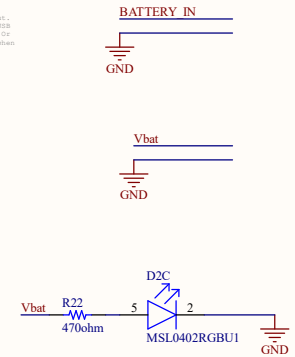 BATTERY_IN
GND
Vbat
GND
D2C
Vbat
R22
5
2
470ohm
MSL0402RGBU1
GND